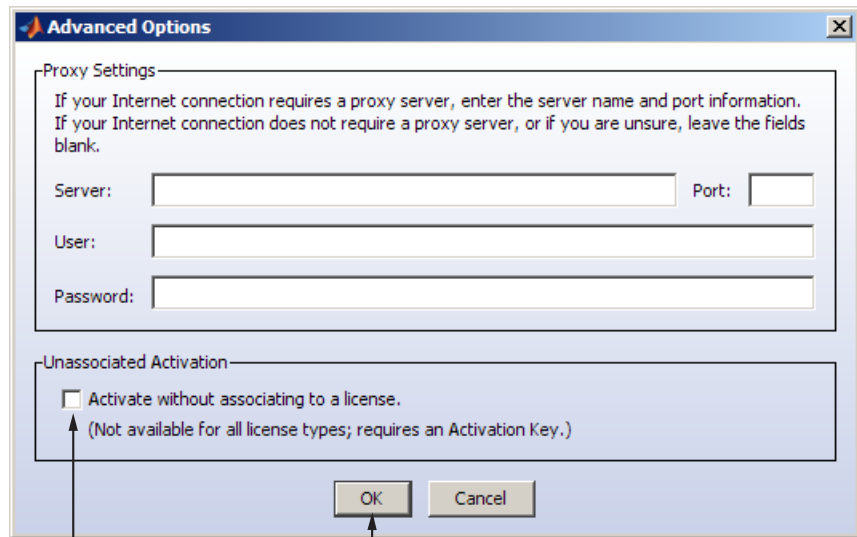 Advanced Options
Proxy Settings
If your Internet connection requires a proxy server, enter the server name and port information.
If your Internet connection does not require a proxy server, or if you are unsure, leave the fields
blank.
Server: Port:
User:
Password:
Unassociated Activation
Activate without associating to a license.
(Not available for all license types; requires an Activation Key.)
OK Cancel